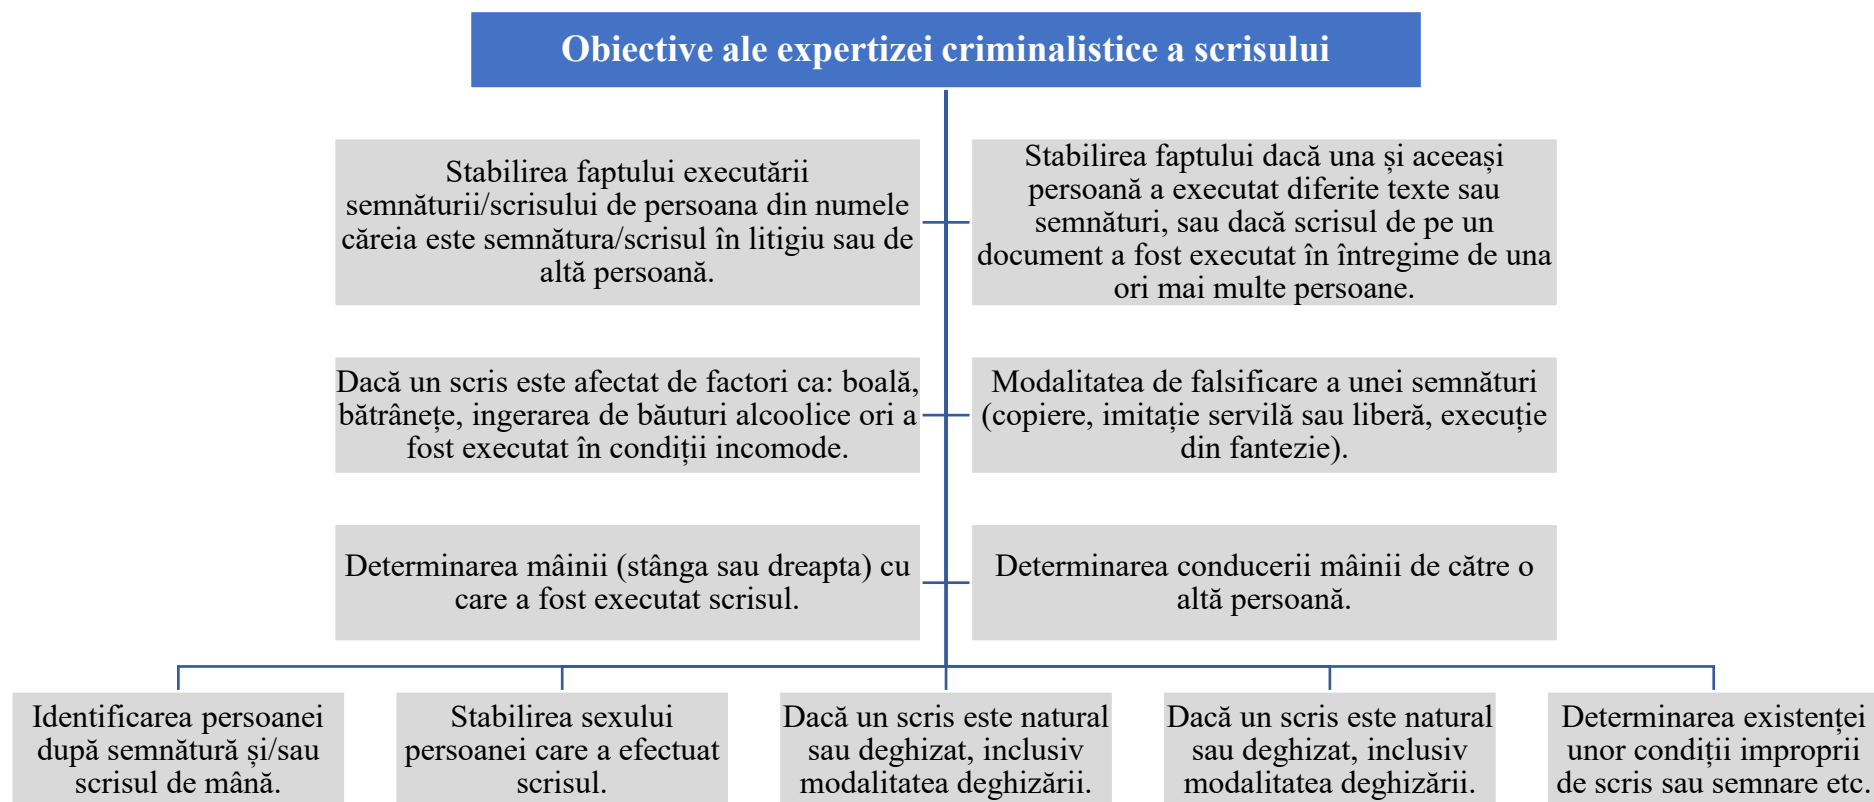 Obiective ale expertizei criminalistice a scrisului
Stabilirea faptului executării
semnăturii/scrisului de persoana din numele
căreia este semnătura/scrisul în litigiu sau de
altă persoană.
Stabilirea faptului dacă una și aceeași
persoană a executat diferite texte sau
semnături, sau dacă scrisul de pe un
document a fost executat în întregime de una
ori mai multe persoane.
Dacă un scris este afectat de factori ca: boală,
bătrânețe, ingerarea de băuturi alcoolice ori a
fost executat în condiții incomode.
Modalitatea de falsificare a unei semnături
(copiere, imitație servilă sau liberă, execuție
din fantezie).
Determinarea mâinii (stânga sau dreapta) cu
care a fost executat scrisul.
Determinarea conducerii mâinii de către o
altă persoană.
Identificarea persoanei
după semnătură și/sau
scrisul de mână.
Stabilirea sexului
persoanei care a efectuat
scrisul.
Dacă un scris este natural
sau deghizat, inclusiv
modalitatea deghizării.
Dacă un scris este natural
sau deghizat, inclusiv
modalitatea deghizării.
Determinarea existenței
unor condiții improprii
de scris sau semnare etc.